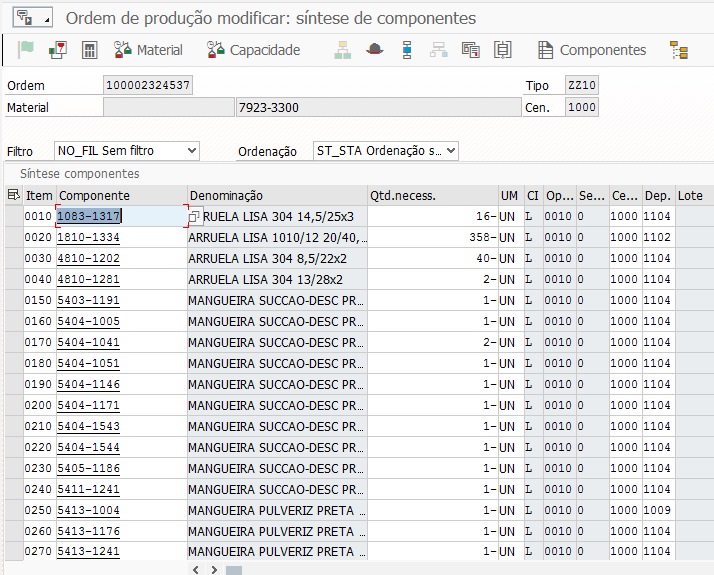 Ordem de produção modificar: síntese de componentes
Material Capacidade Componentes
Ordem 100002324537 Tipo ZZ10
Material 7923-3300 Cen. 1000
Filtro NO_FIL Sem filtro Ordenação ST_STA Ordenação s...
Síntese componentes
Item Componente Denominação Qtd.necess. UM CI Op... Se... Ce... Dep. Lote
0010 1083-1317 RUELA LISA 304 14,5/25x3 16- UN L 0010 0 1000 1104
0020 1810-1334 ARRUELA LISA 1010/12 20/40,... 358- UN L 0010 0 1000 1102
0030 4810-1202 ARRUELA LISA 304 8,5/22x2 40- UN L 0010 0 1000 1104
0040 4810-1281 ARRUELA LISA 304 13/28x2 2- UN L 0010 0 1000 1104
0150 5403-1191 MANGUEIRA SUCCAO-DESC PR... 1- UN L 0010 0 1000 1104
0160 5404-1005 MANGUEIRA SUCCAO-DESC PR... 1- UN L 0010 0 1000 1104
0170 5404-1041 MANGUEIRA SUCCAO-DESC PR... 2- UN L 0010 0 1000 1104
0180 5404-1051 MANGUEIRA SUCCAO-DESC PR... 1- UN L 0010 0 1000 1104
0190 5404-1146 MANGUEIRA SUCCAO-DESC PR... 1- UN L 0010 0 1000 1104
0200 5404-1171 MANGUEIRA SUCCAO-DESC PR... 1- UN L 0010 0 1000 1104
0210 5404-1543 MANGUEIRA SUCCAO-DESC PR... 1- UN L 0010 0 1000 1104
0220 5404-1544 MANGUEIRA SUCCAO-DESC PR... 1- UN L 0010 0 1000 1104
0230 5405-1186 MANGUEIRA SUCCAO-DESC PR... 1- UN L 0010 0 1000 1104
0240 5411-1241 MANGUEIRA SUCCAO-DESC PR... 1- UN L 0010 0 1000 1104
0250 5413-1004 MANGUEIRA PULVERIZ PRETA ... 1- UN L 0010 0 1000 1009
0260 5413-1176 MANGUEIRA PULVERIZ PRETA ... 1- UN L 0010 0 1000 1104
0270 5413-1241 MANGUEIRA PULVERIZ PRETA ... 1- UN L 0010 0 1000 1104